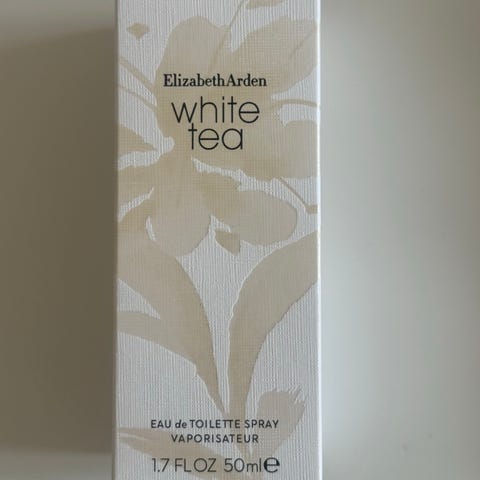 ElizabethArden
white
tea
EAU de TOILETTE SPRAY
VAPORISATEUR
1.7 FL OZ 50ml℮